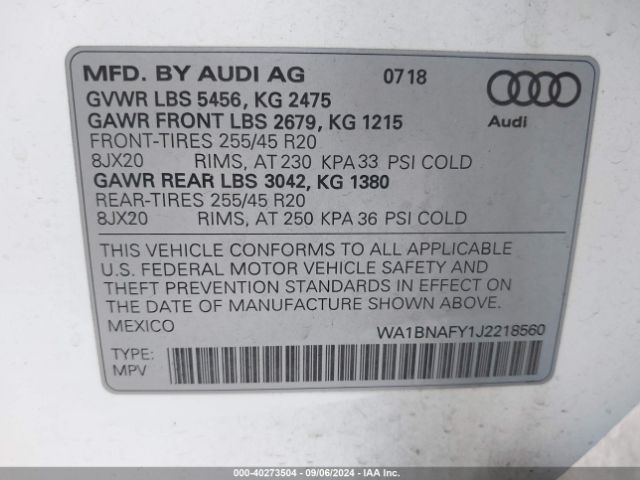 MFD. BY AUDI AG 0718
GVWR LBS 5456, KG 2475
GAWR FRONT LBS 2679, KG 1215
Audi
FRONT-TIRES 255/45 R20
8JX20 RIMS, AT 230 KPA 33 PSI COLD
GAWR REAR LBS 3042, KG 1380
REAR-TIRES 255/45 R20
8JX20 RIMS, AT 250 KPA 36 PSI COLD
THIS VEHICLE CONFORMS TO ALL APPLICABLE
U.S. FEDERAL MOTOR VEHICLE SAFETY AND
THEFT PREVENTION STANDARDS IN EFFECT ON
THE DATE OF MANUFACTURE SHOWN ABOVE.
MEXICO WA1BNAFY1J2218560
TYPE:
MPV
000-40273504 - 09/06/2024 - IAA Inc.